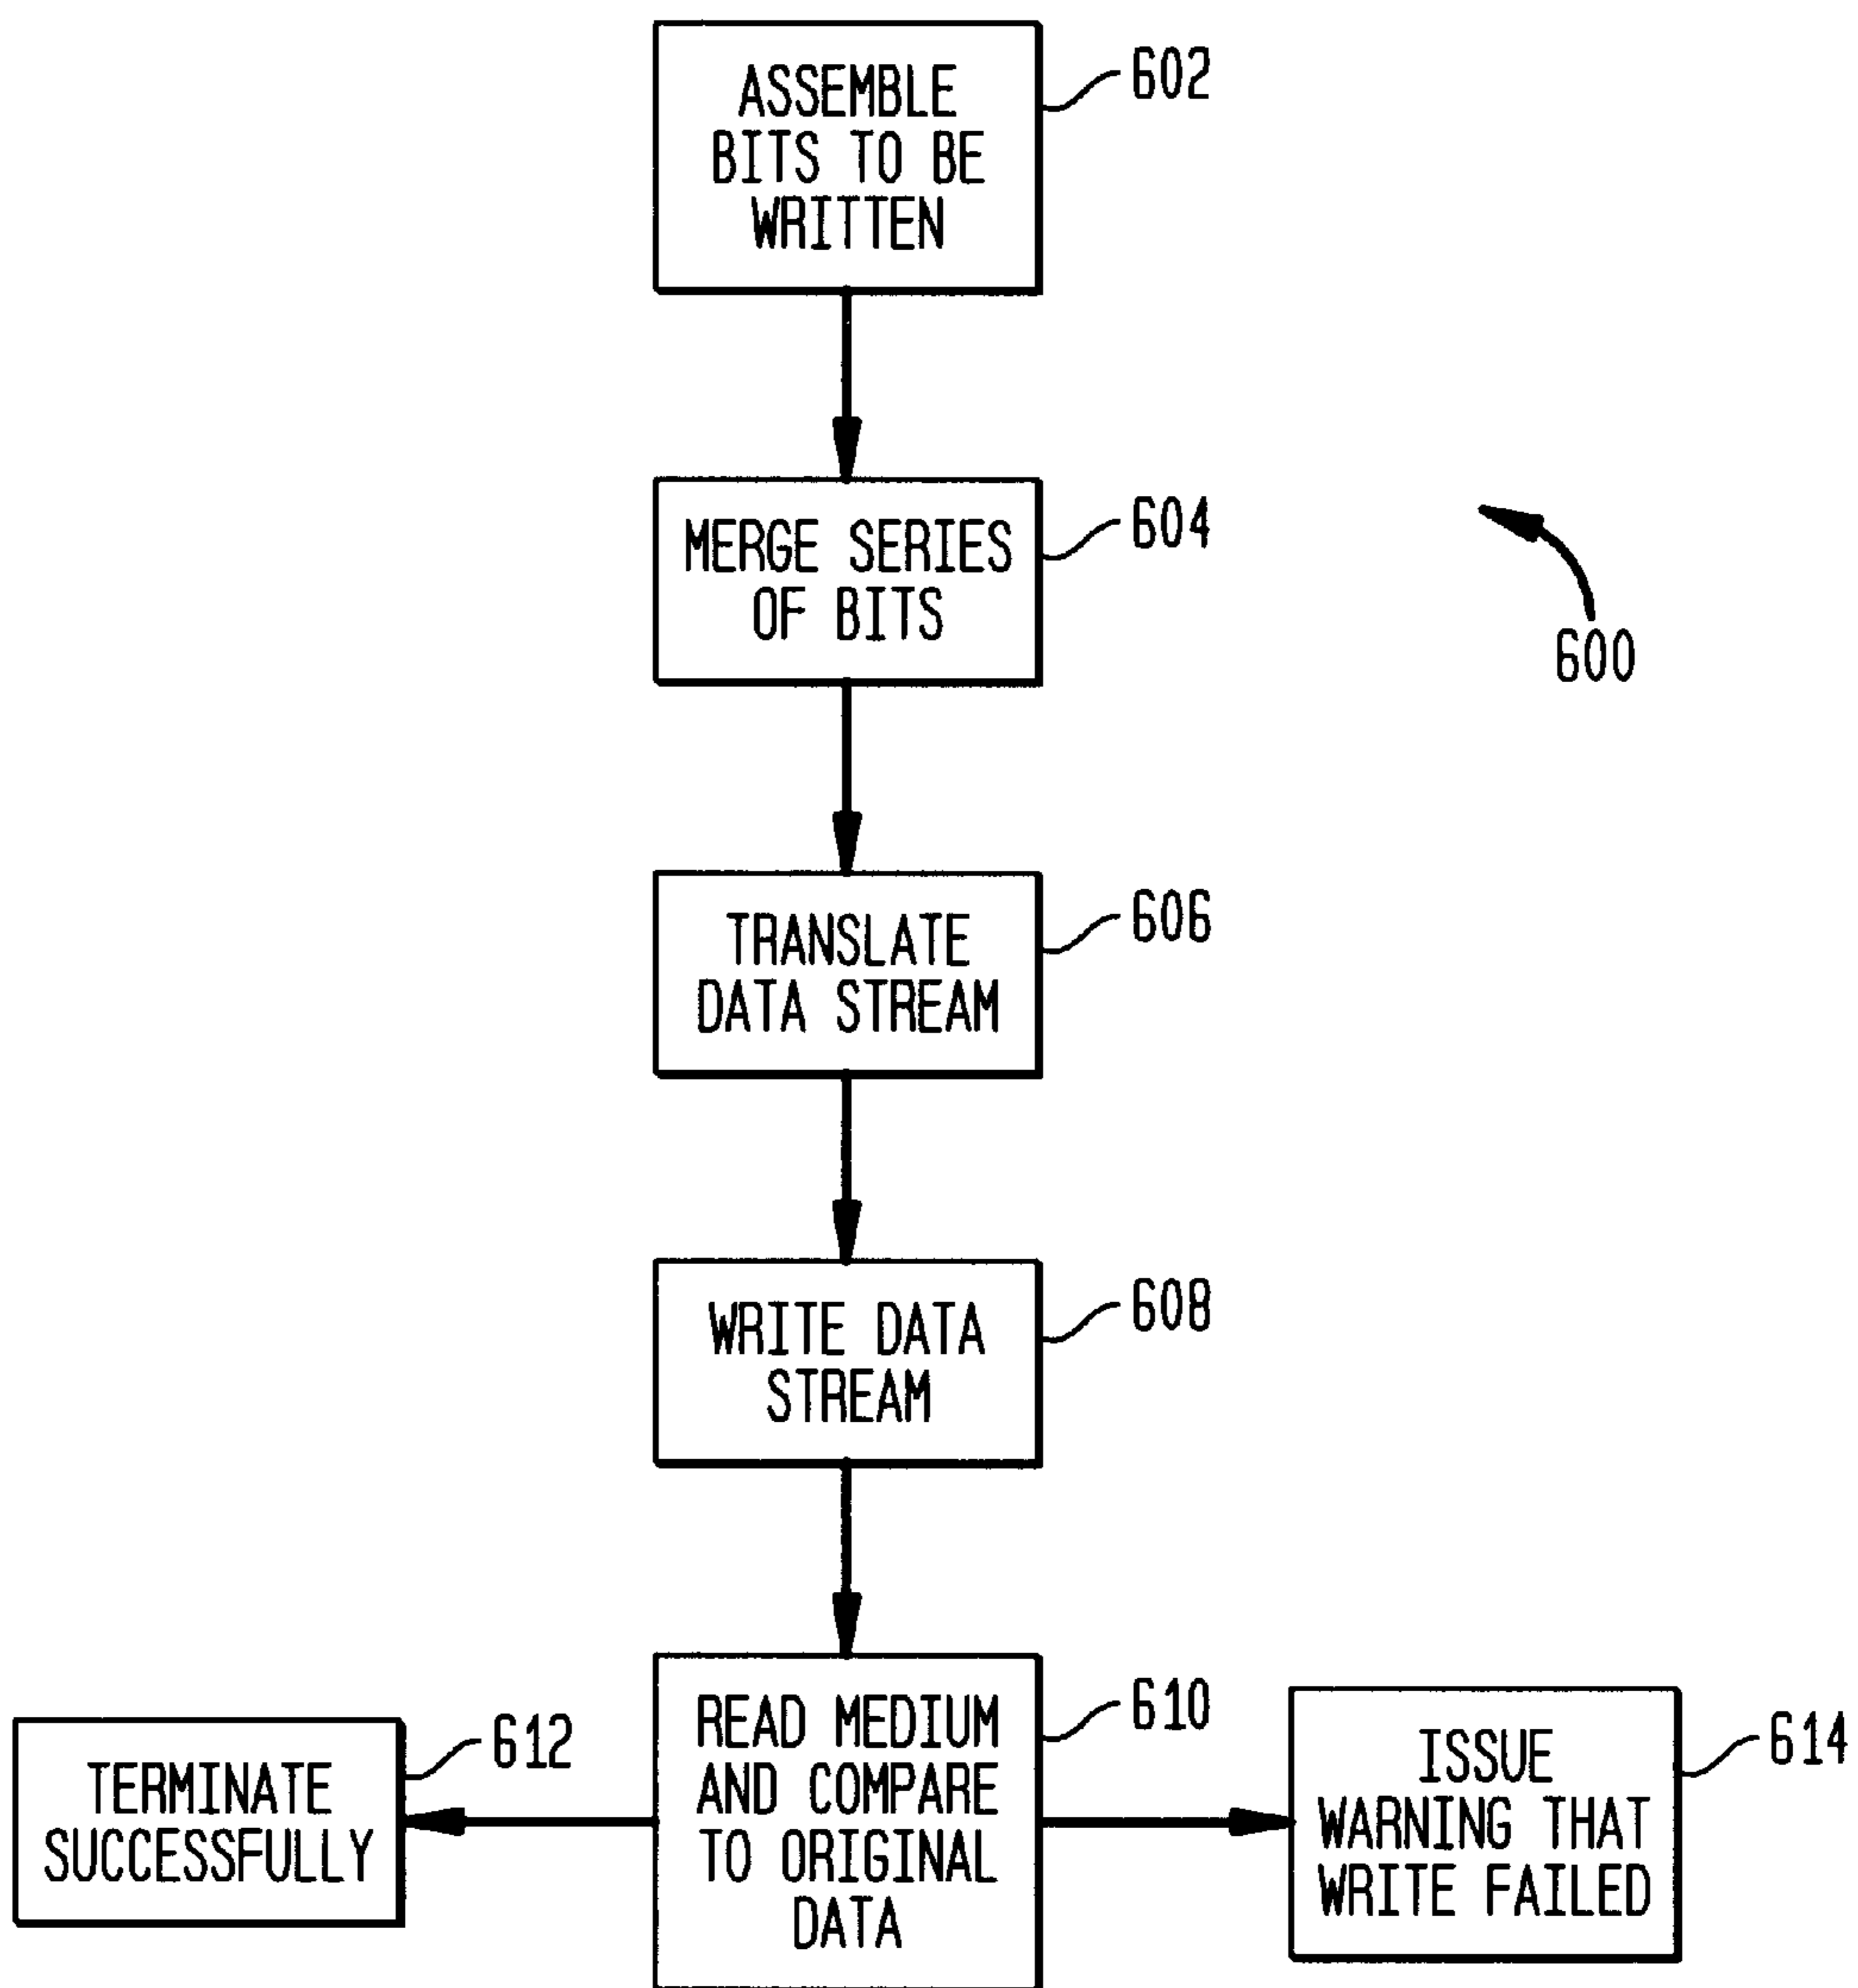 ASSEMBLE
BITS TO BE
WRITTEN
602
MERGE SERIES
OF BITS
604
600
TRANSLATE
DATA STREAM
606
WRITE DATA
STREAM
608
READ MEDIUM
AND COMPARE
TO ORIGINAL
DATA
610
TERMINATE
SUCCESSFULLY
612
ISSUE
WARNING THAT
WRITE FAILED
614